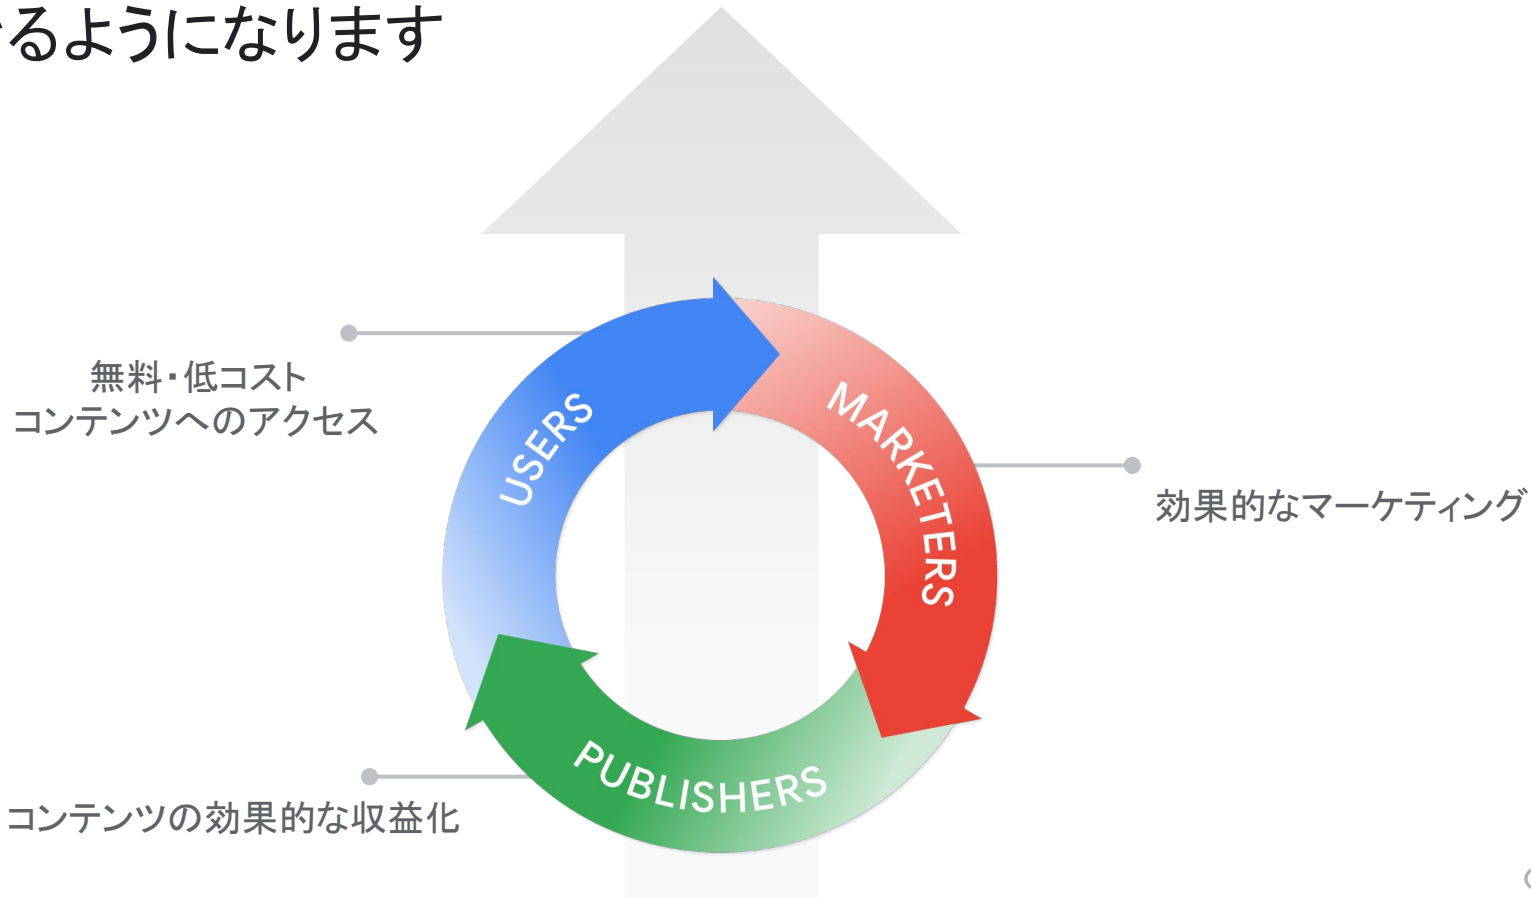 るようになります
無料・低コスト
コンテンツへのアクセス
USERS
MARKETERS
効果的なマーケティング
PUBLISHERS
コンテンツの効果的な収益化